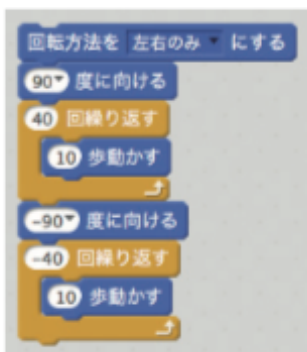 回転方法を 左右のみ にする
90 度に向ける
40 回繰り返す
10 歩動かす
-90 度に向ける
-40 回繰り返す
10 歩動かす